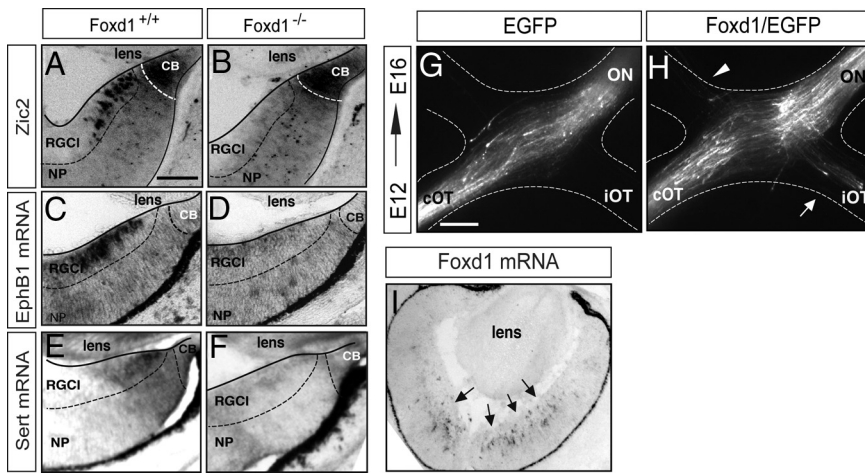 Foxd1 +/+
Foxd1 -/-
Zic2
A
lens
CB
RGCl
NP
B
lens
CB
RGCl
NP
EphB1 mRNA
C
lens
CB
RGCl
NP
D
lens
CB
RGCl
NP
Sert mRNA
E
lens
CB
RGCl
NP
F
lens
CB
RGCl
NP
EGFP
Foxd1/EGFP
E12
E16
G
ON
cOT
iOT
H
ON
cOT
iOT
Foxd1 mRNA
I
lens